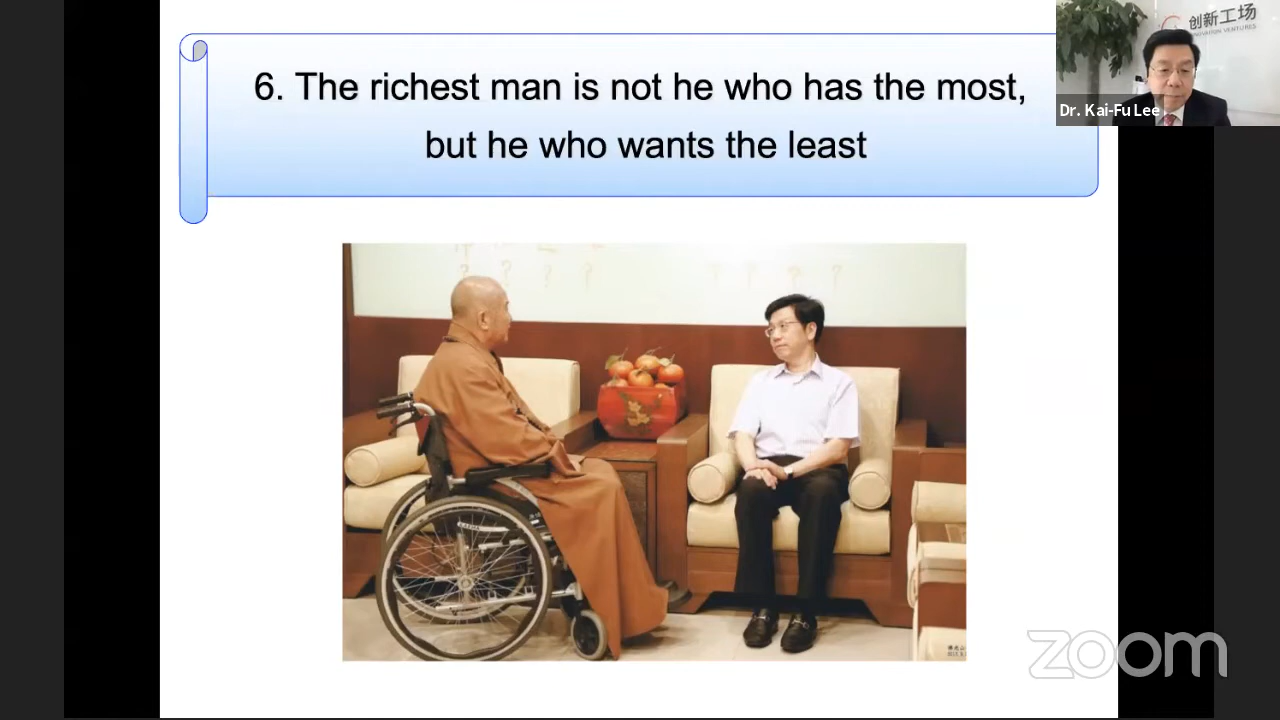 6. The richest man is not he who has the most,
but he who wants the least
创新工场
Dr. Kai-Fu Lee
zoom